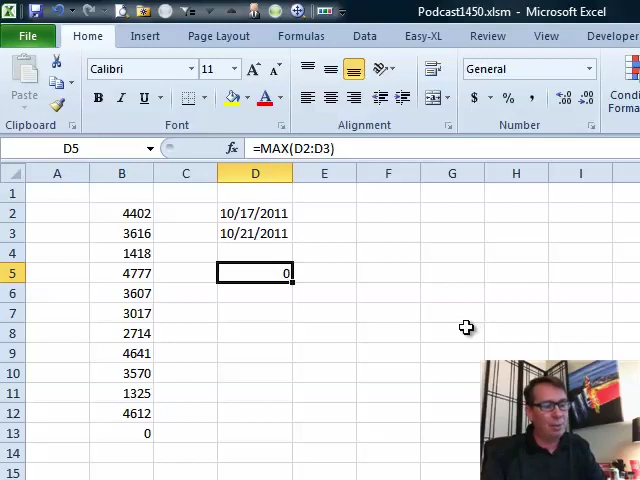 Podcast1450.xlsm - Microsoft Excel
File Home Insert Page Layout Formulas Data Easy-XL Review View Developer
Paste Calibri 11 General
B I U A $ % , Condi
Clipboard Font Alignment Number
D5 fx =MAX(D2:D3)
A B C D E F G H I
1
2 4402 10/17/2011
3 3616 10/21/2011
4 1418
5 4777 0
6 3607
7 3017
8 2714
9 4641
10 3570
11 1325
12 4612
13 0
14
15